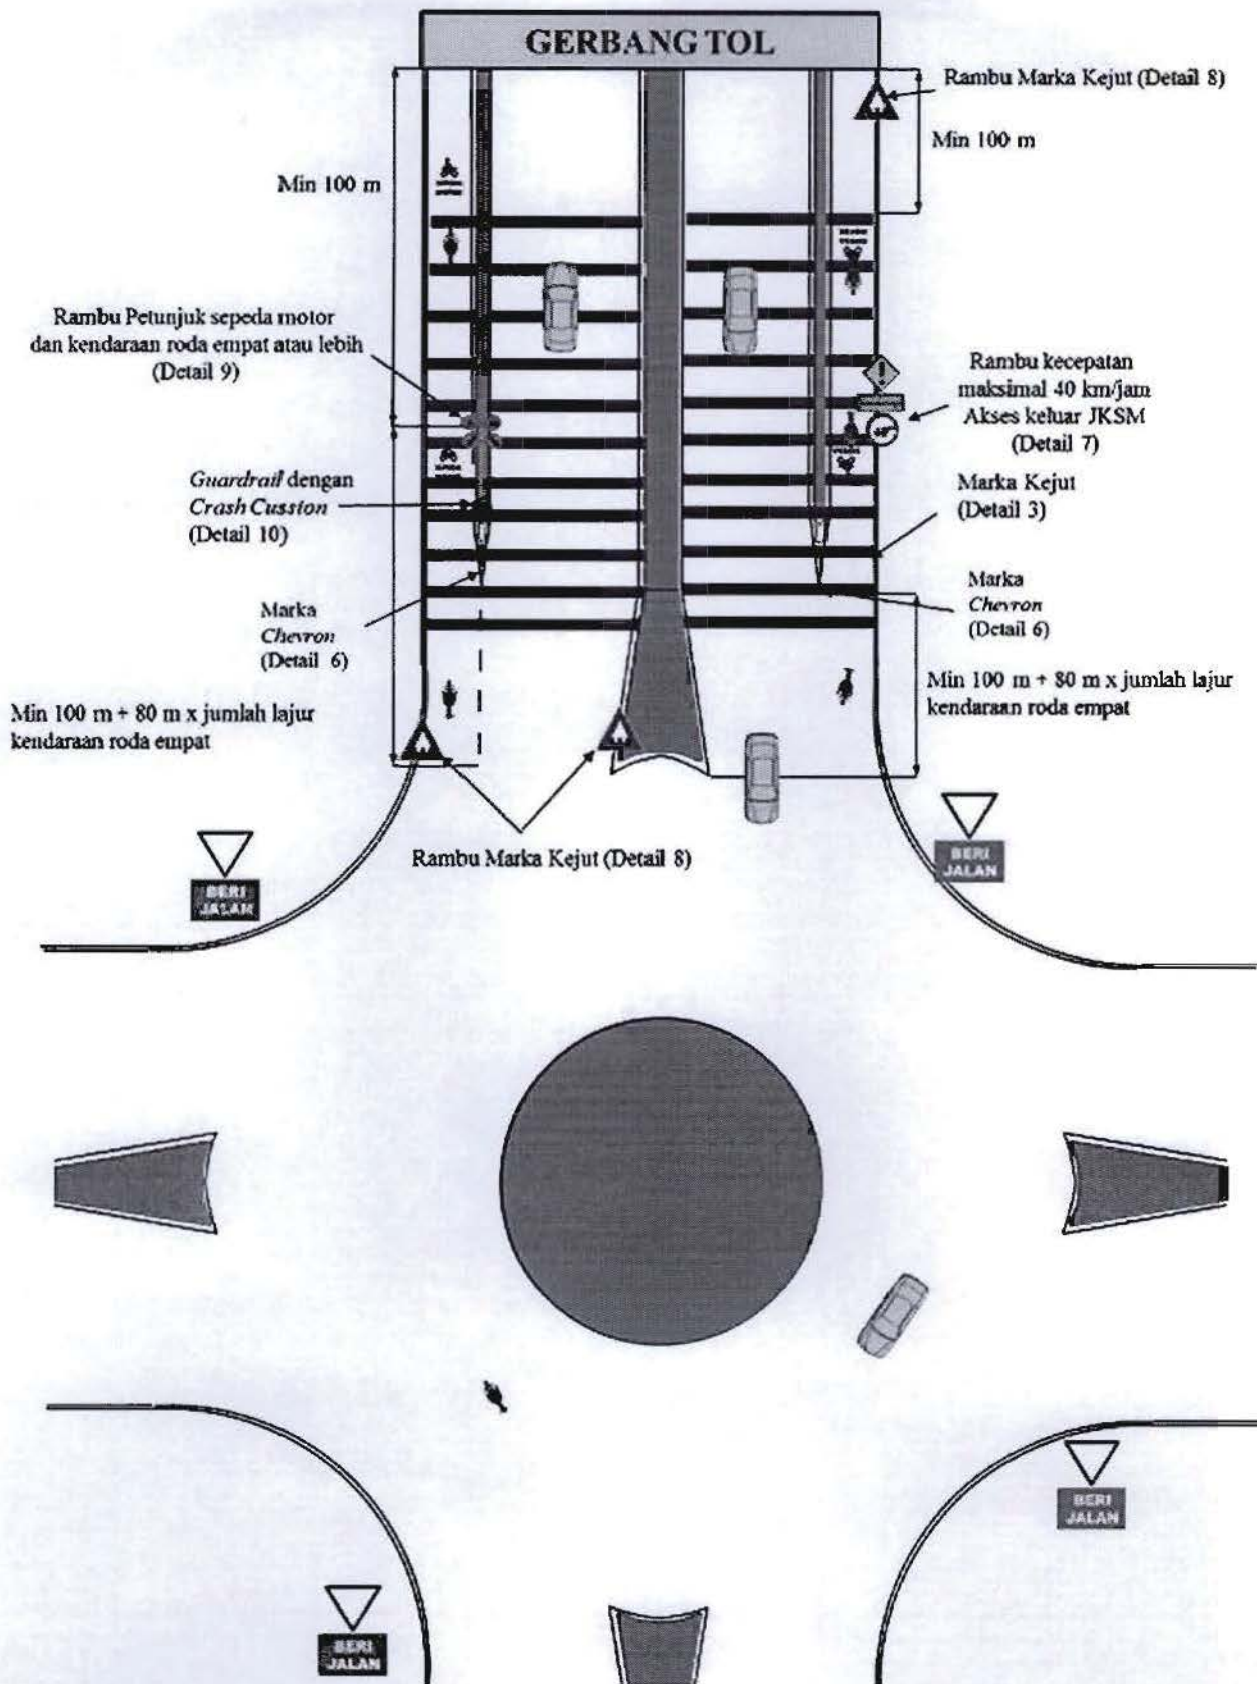 GERBANG TOL
Rambu Marka Kejut (Detail 8)
Min 100 m
Min 100 m
Rambu Petunjuk sepeda motor
dan kendaraan roda empat atau lebih
(Detail 9)
Rambu kecepatan
maksimal 40 km/jam
Akses keluar JKSM
(Detail 7)
Guardrail dengan
Crash Cussion
(Detail 10)
Marka Kejut
(Detail 3)
Marka
Chevron
(Detail 6)
Marka
Chevron
(Detail 6)
Min 100 m + 80 m x jumlah lajur
kendaraan roda empat
Min 100 m + 80 m x jumlah lajur
kendaraan roda empat
Rambu Marka Kejut (Detail 8)
BERI
JALAN
BERI
JALAN
BERI
JALAN
BERI
JALAN